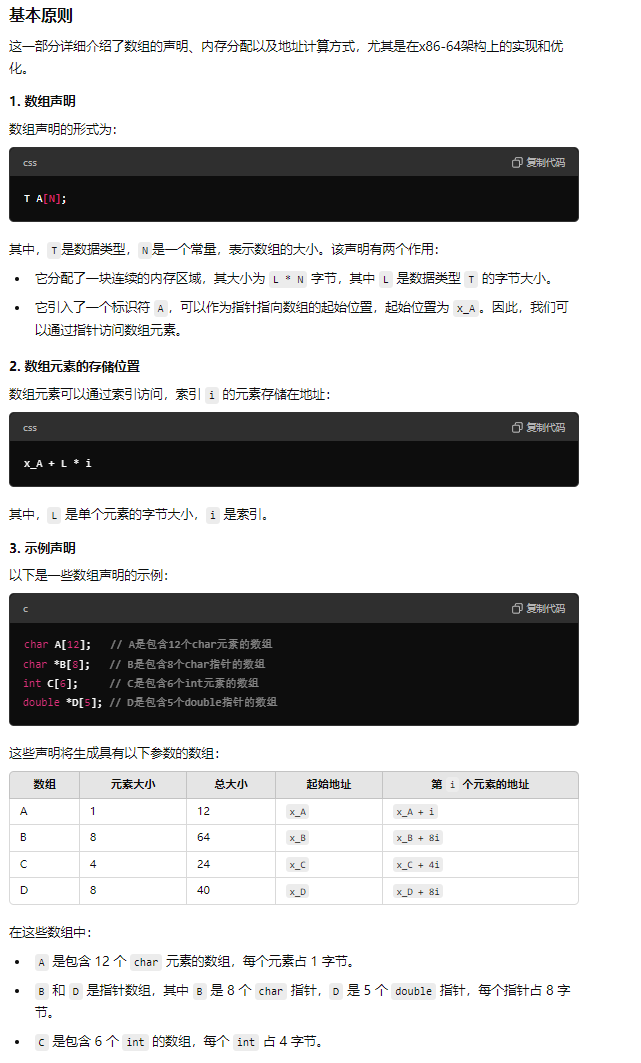 基本原则
这一部分详细介绍了数组的声明、内存分配以及地址计算方式，尤其是在x86-64架构上的实现和优
化。
1. 数组声明
数组声明的形式为：
css 复制代码
T A[N];
其中，T 是数据类型，N 是一个常量，表示数组的大小。该声明有两个作用：
• 它分配了一块连续的内存区域，其大小为 L * N 字节，其中 L 是数据类型 T 的字节大小。
• 它引入了一个标识符 A ，可以作为指针指向数组的起始位置，起始位置为 x_A 。因此，我们可
以通过指针访问数组元素。
2. 数组元素的存储位置
数组元素可以通过索引访问，索引 i 的元素存储在地址：
css 复制代码
x_A + L * i
其中，L 是单个元素的字节大小，i 是索引。
3. 示例声明
以下是一些数组声明的示例：
c 复制代码
char A[12]; // A是包含12个char元素的数组
char *B[8]; // B是包含8个char指针的数组
int C[6]; // C是包含6个int元素的数组
double *D[5]; // D是包含5个double指针的数组
这些声明将生成具有以下参数的数组：
数组 元素大小 总大小 起始地址 第 i 个元素的地址
A 1 12 x_A x_A + i
B 8 64 x_B x_B + 8i
C 4 24 x_C x_C + 4i
D 8 40 x_D x_D + 8i
在这些数组中：
• A 是包含 12 个 char 元素的数组，每个元素占 1 字节。
• B 和 D 是指针数组，其中 B 是 8 个 char 指针，D 是 5 个 double 指针，每个指针占 8 字
节。
• C 是包含 6 个 int 的数组，每个 int 占 4 字节。